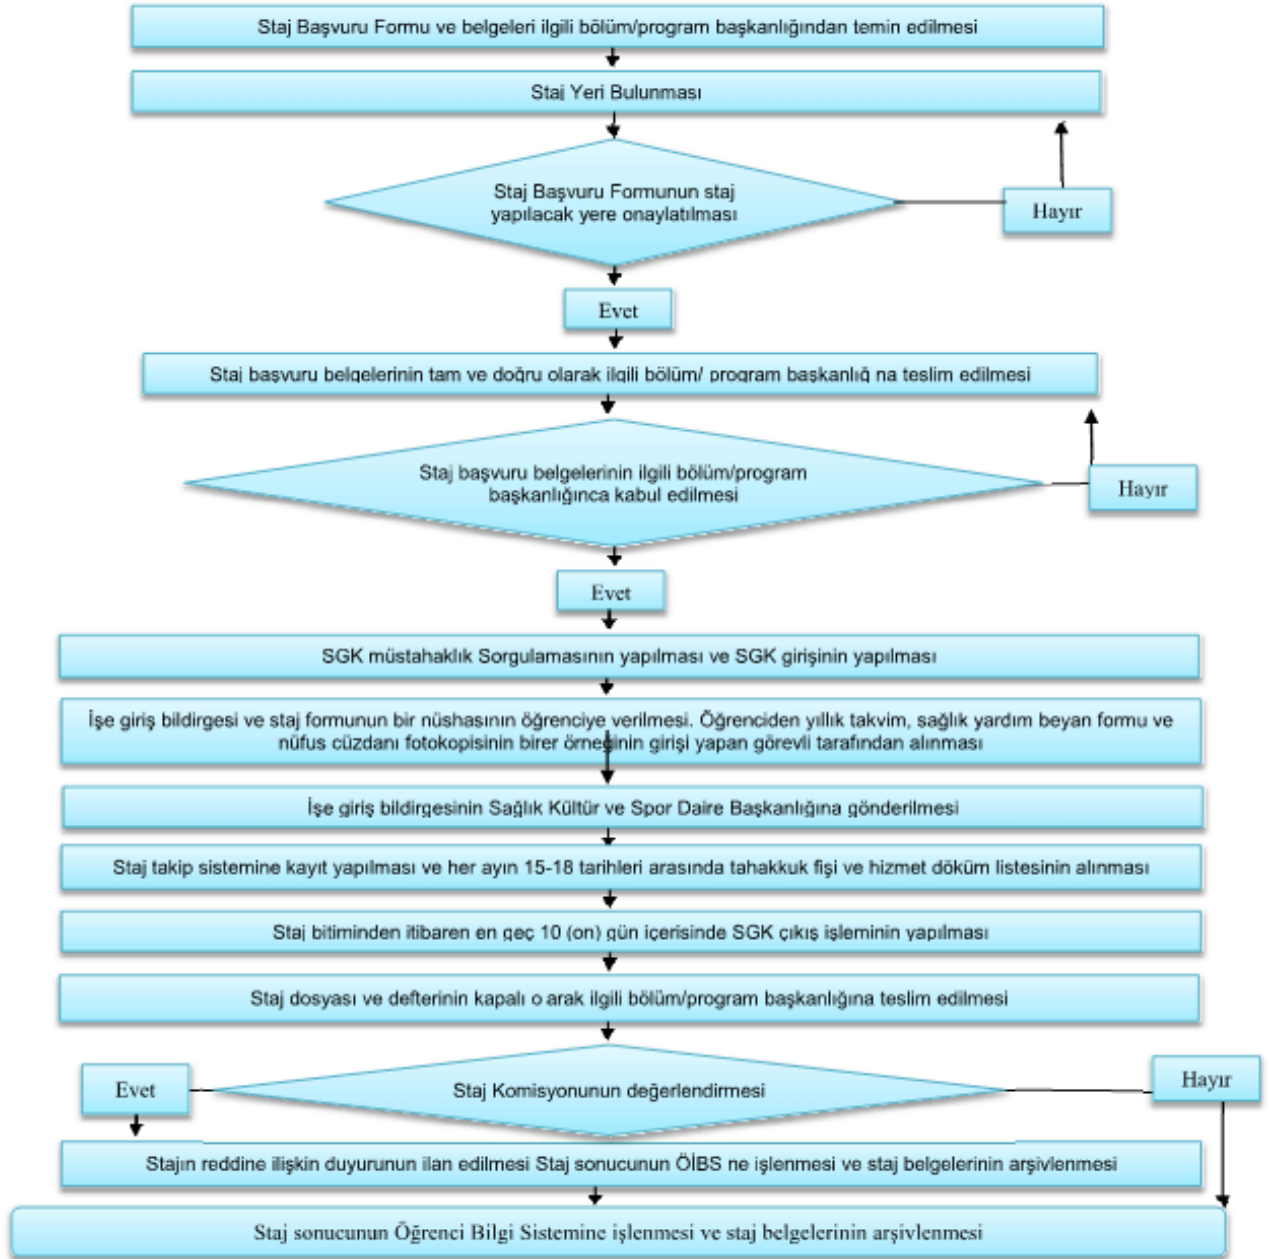 Staj Başvuru Formu ve belgeleri ilgili bölüm/program başkanlığından temin edilmesi
Staj Yeri Bulunması
Staj Başvuru Formunun staj
yapılacak yere onaylatılması
Hayır
Evet
Staj başvuru belgelerinin tam ve doğru olarak ilgili bölüm/ program başkanlığ na teslim edilmesi
Staj başvuru belgelerinin ilgili bölüm/program
başkanlığınca kabul edilmesi
Hayır
Evet
SGK müstahaklık Sorgulamasının yapılması ve SGK girişinin yapılması
İşe giriş bildirgesi ve staj formunun bir nüshasının öğrenciye verilmesi. Öğrenciden yıllık takvim, sağlık yardım beyan formu ve
nüfus cüzdanı fotokopisinin birer örneğinin girişi yapan görevli tarafından alınması
İşe giriş bildirgesinin Sağlık Kültür ve Spor Daire Başkanlığına gönderilmesi
Staj takip sistemine kayıt yapılması ve her ayın 15-18 tarihleri arasında tahakkuk fişi ve hizmet döküm listesinin alınması
Staj bitiminden itibaren en geç 10 (on) gün içerisinde SGK çıkış işleminin yapılması
Staj dosyası ve defterinin kapalı o arak ilgili bölüm/program başkanlığına teslim edilmesi
Evet
Staj Komisyonunun değerlendirmesi
Hayır
Stajın reddine ilişkin duyurunun ilan edilmesi Staj sonucunun ÖİBS ne işlenmesi ve staj belgelerinin arşivlenmesi
Staj sonucunun Öğrenci Bilgi Sistemine işlenmesi ve staj belgelerinin arşivlenmesi